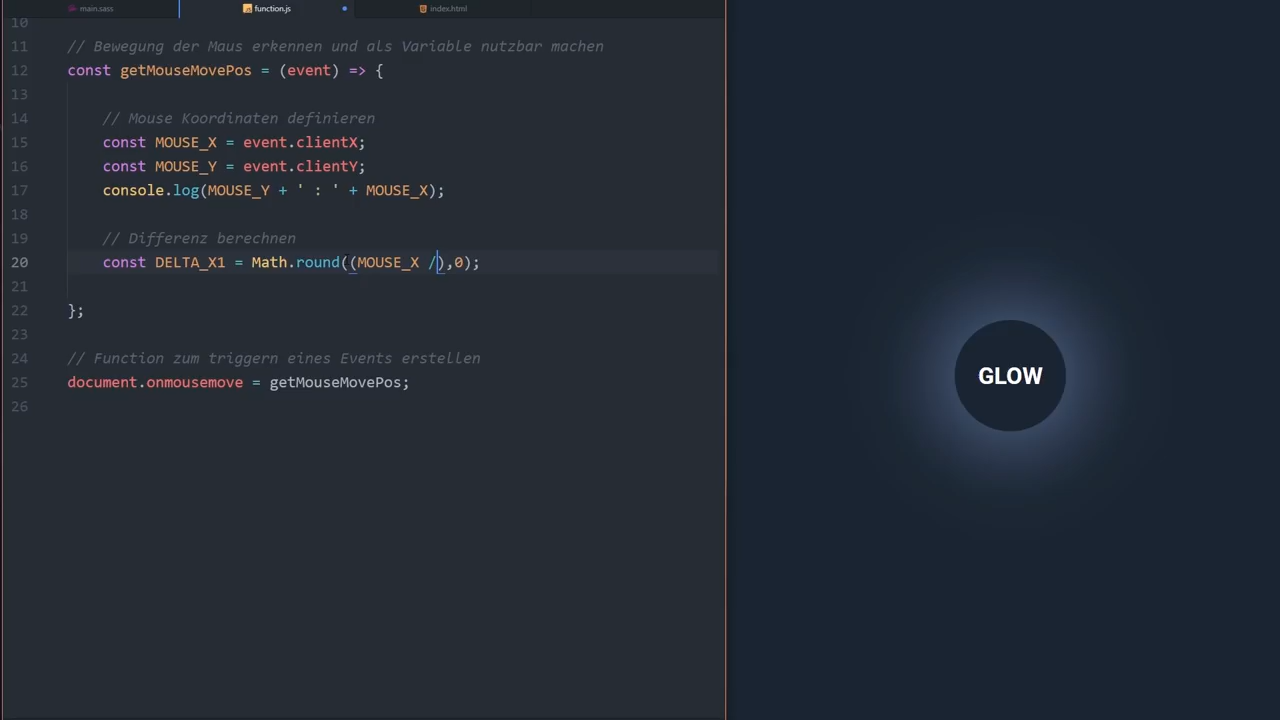 main.sass
function.js
index.html
10
11 // Bewegung der Maus erkennen und als Variable nutzbar machen
12 const getMouseMovePos = (event) => {
13
14 // Mouse Koordinaten definieren
15 const MOUSE_X = event.clientX;
16 const MOUSE_Y = event.clientY;
17 console.log(MOUSE_Y + ' : ' + MOUSE_X);
18
19 // Differenz berechnen
20 const DELTA_X1 = Math.round((MOUSE_X /),0);
21
22 };
23
24 // Function zum triggern eines Events erstellen
25 document.onmousemove = getMouseMovePos;
26
GLOW